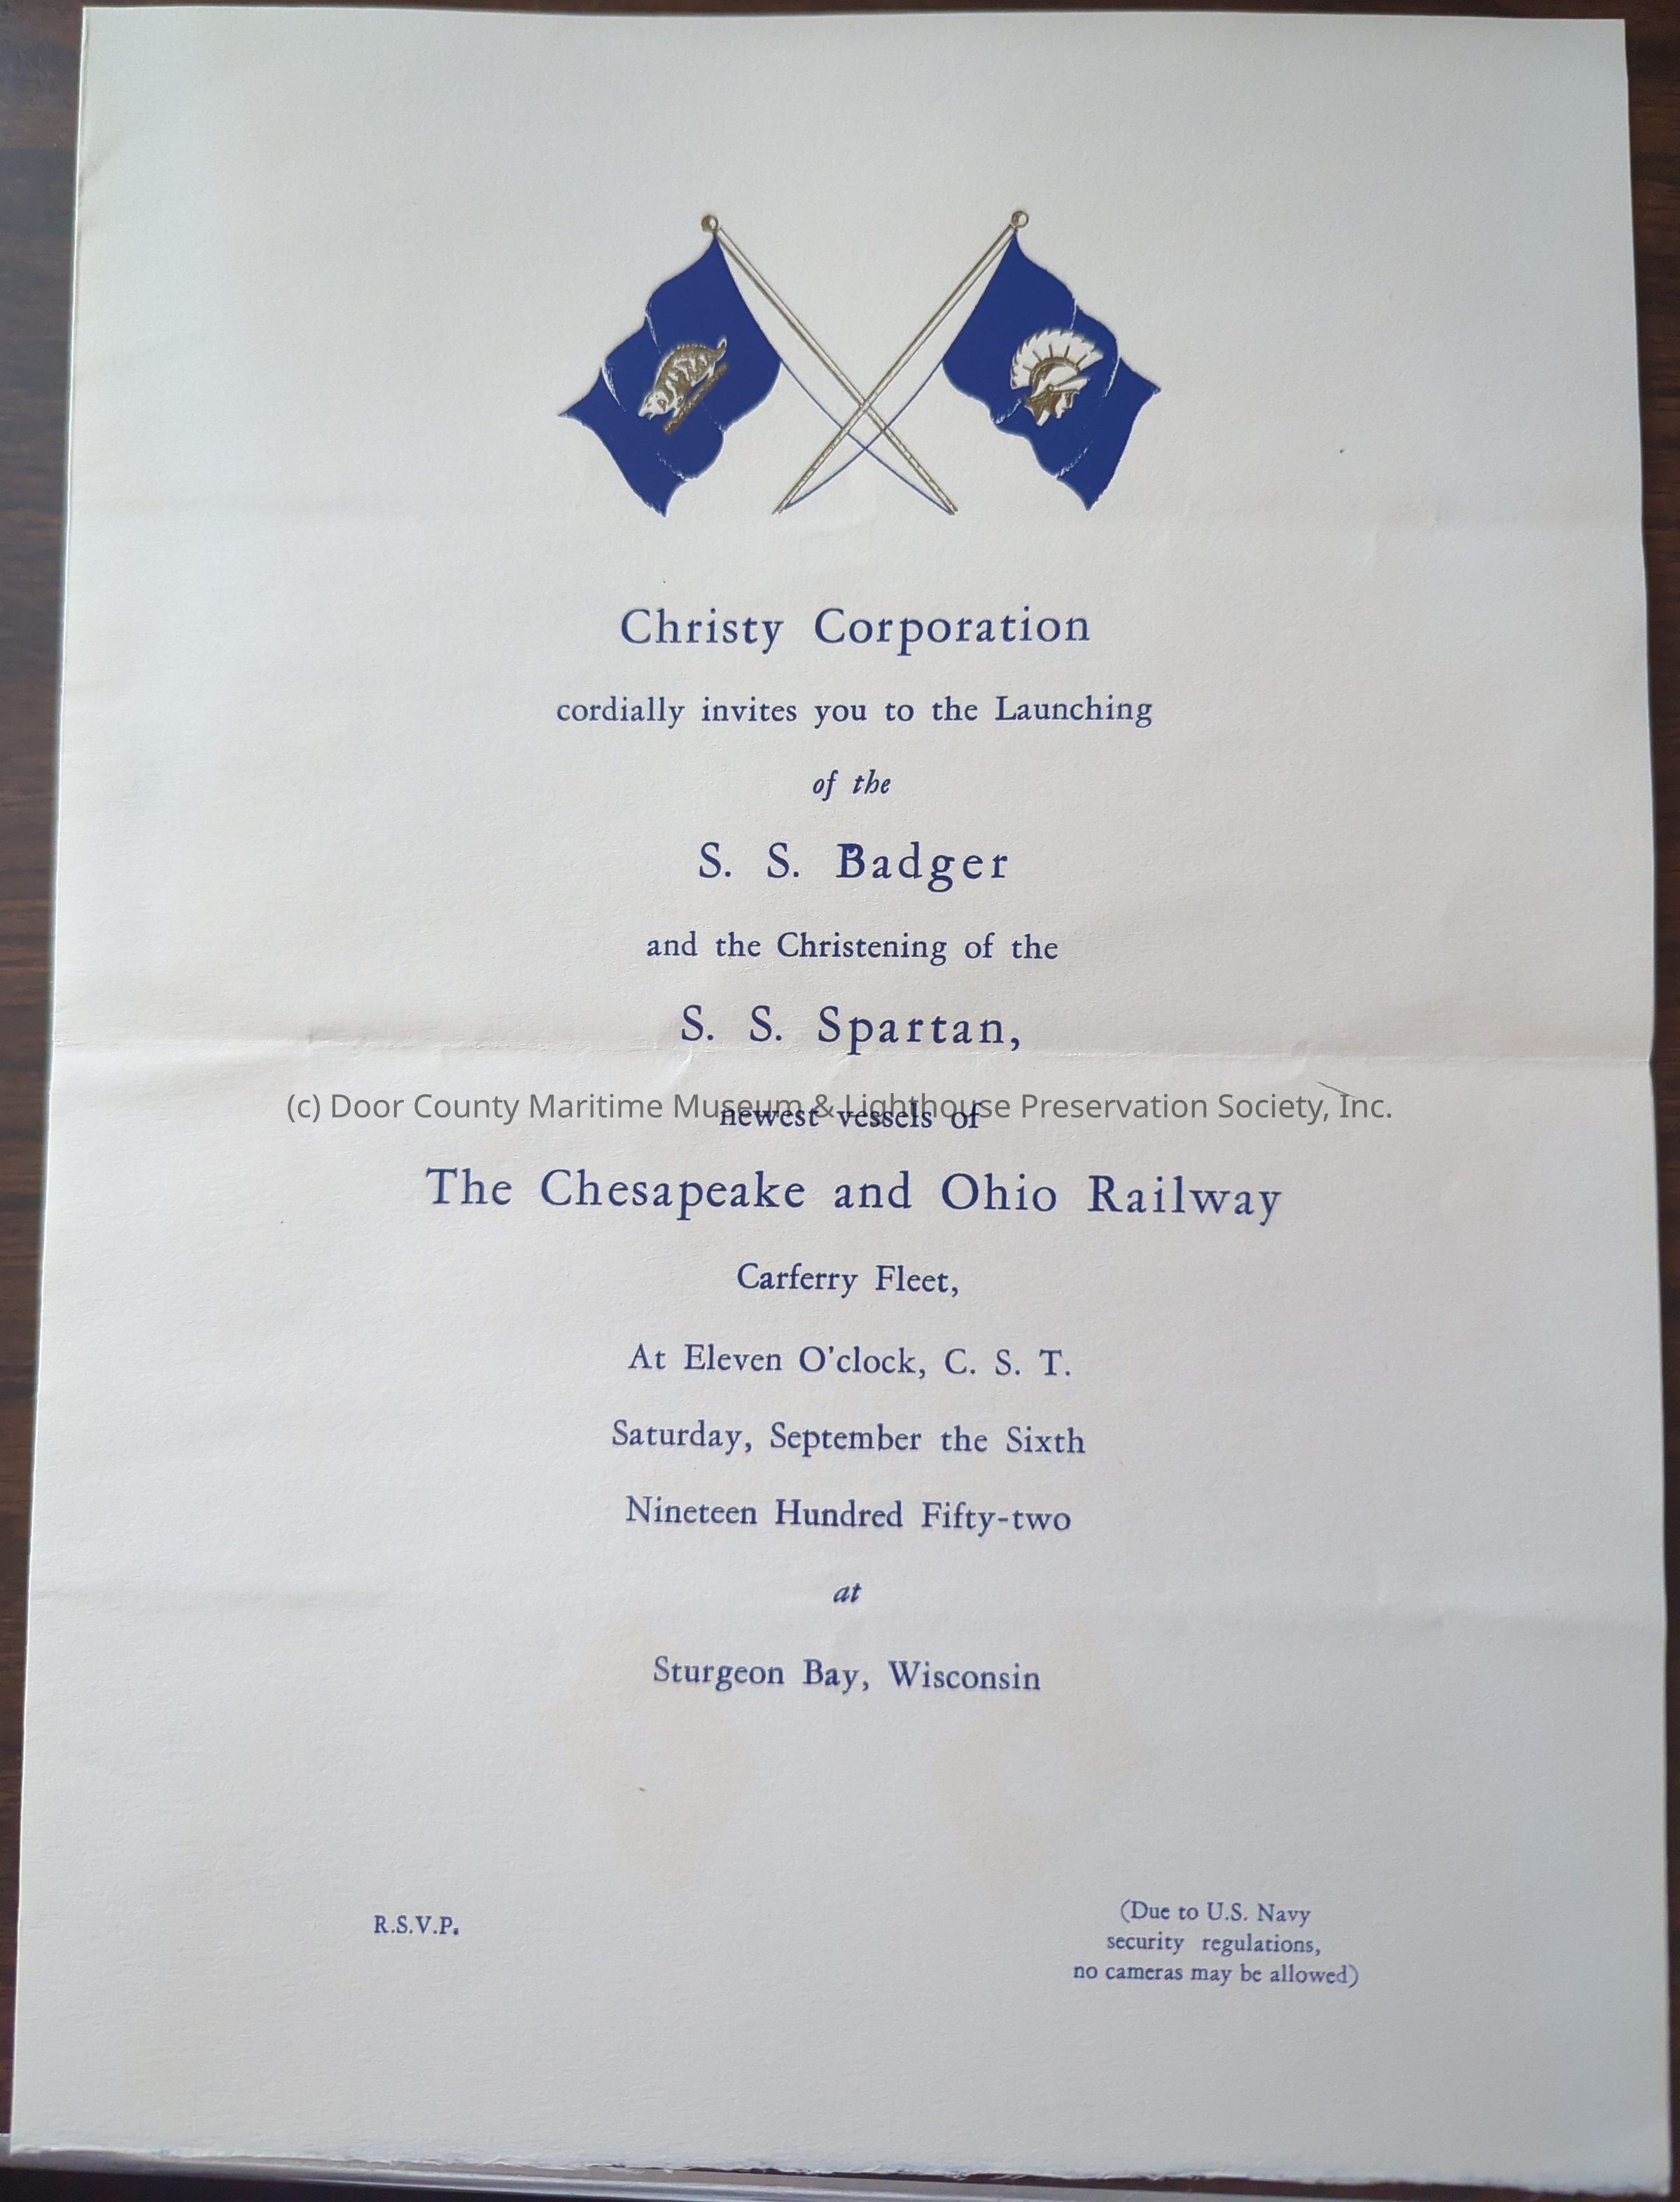 Christy Corporation
cordially invites you to the Launching
of the
S. S. Badger
and the Christening of the
S. S. Spartan,
(c) Door County Maritime Museum & Lighthouse Preservation Society, Inc.
newest vessels of
The Chesapeake and Ohio Railway
Carferry Fleet,
At Eleven O'clock, C. S. T.
Saturday, September the Sixth
Nineteen Hundred Fifty-two
at
Sturgeon Bay, Wisconsin
R.S.V.P.
(Due to U.S. Navy
security regulations,
no cameras may be allowed)